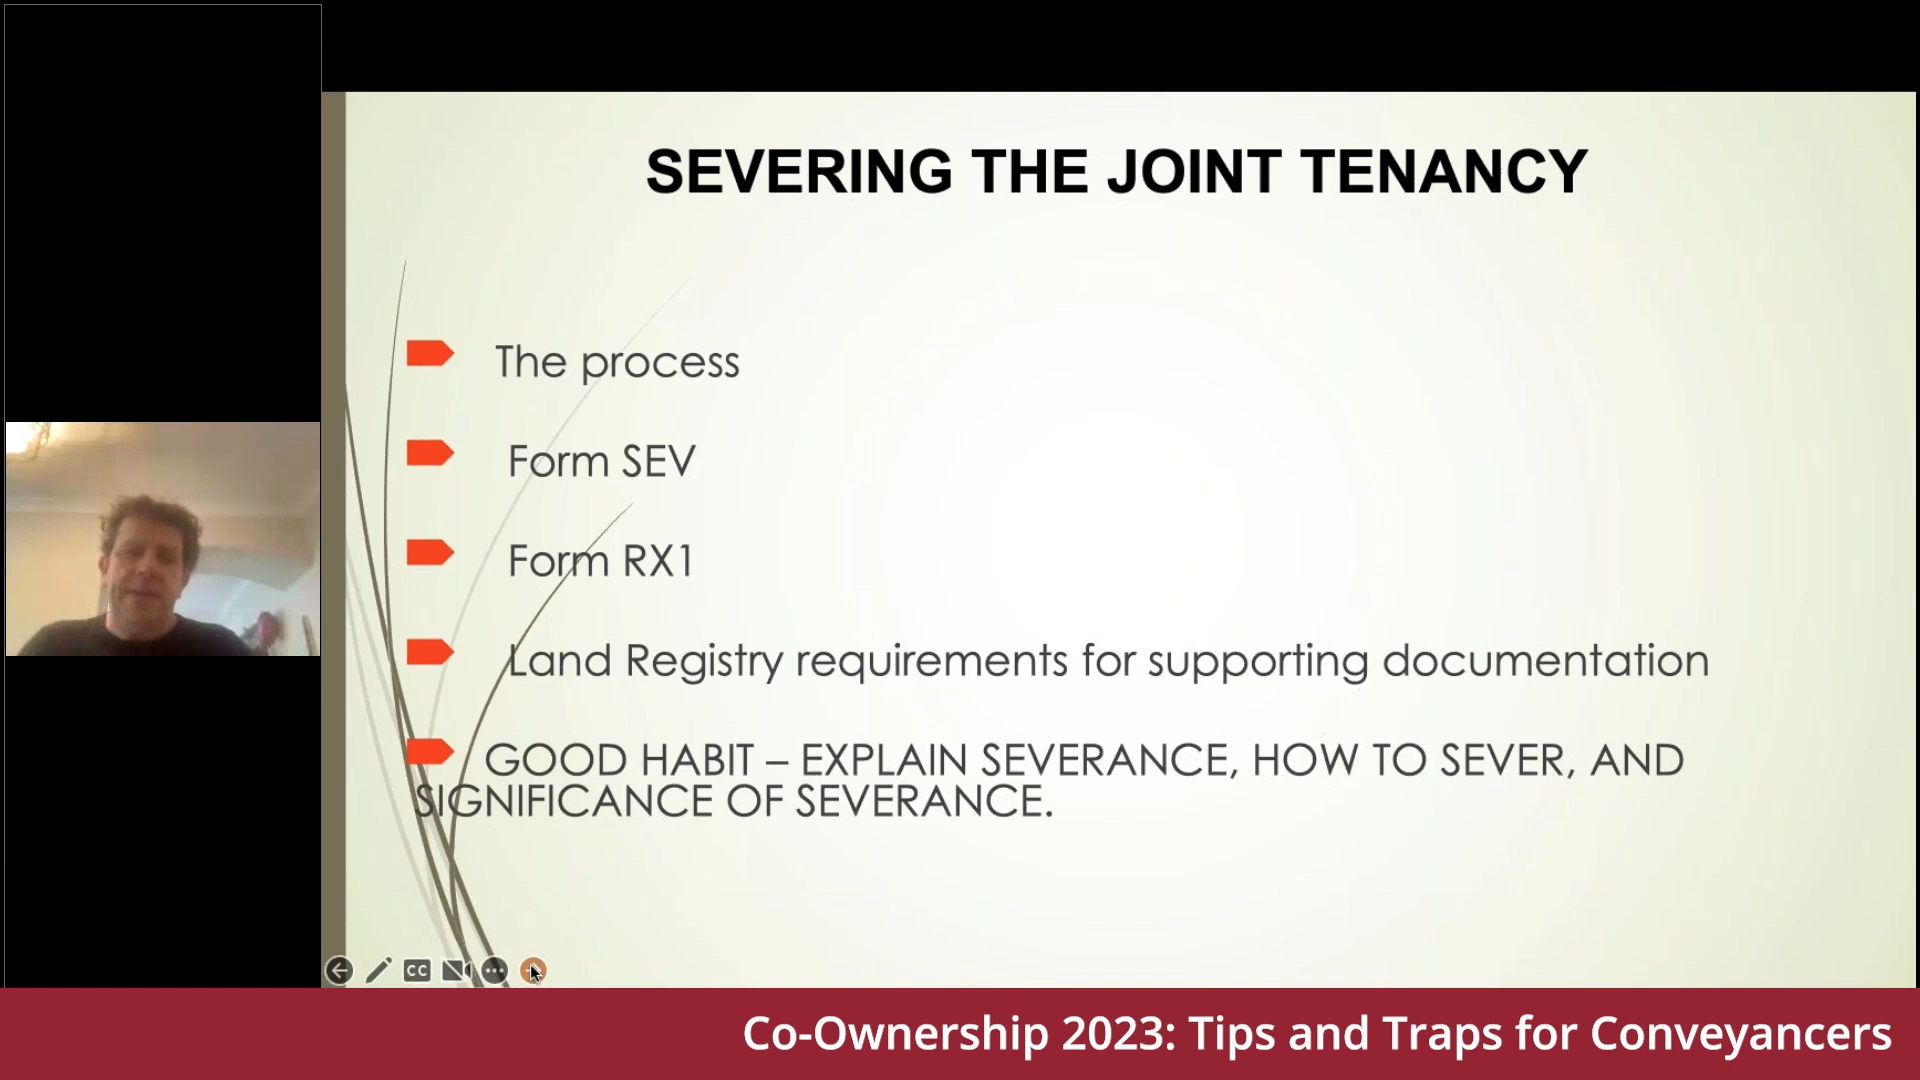 SEVERING THE JOINT TENANCY
The process
Form SEV
Form RX1
Land Registry requirements for supporting documentation
GOOD HABIT – EXPLAIN SEVERANCE, HOW TO SEVER, AND
SIGNIFICANCE OF SEVERANCE.
CC
Co-Ownership 2023: Tips and Traps for Conveyancers